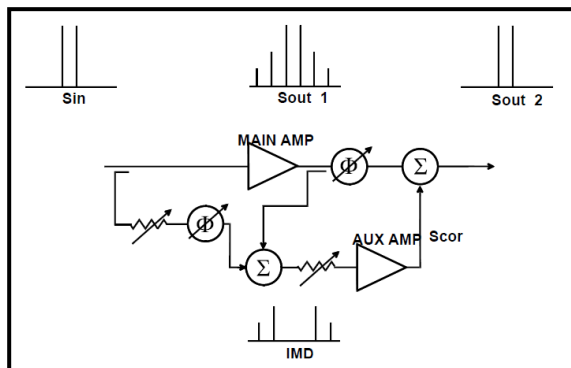 Sin
Sout 1
Sout 2
MAIN AMP
Φ
Σ
Φ
AUX AMP
Scor
Σ
IMD